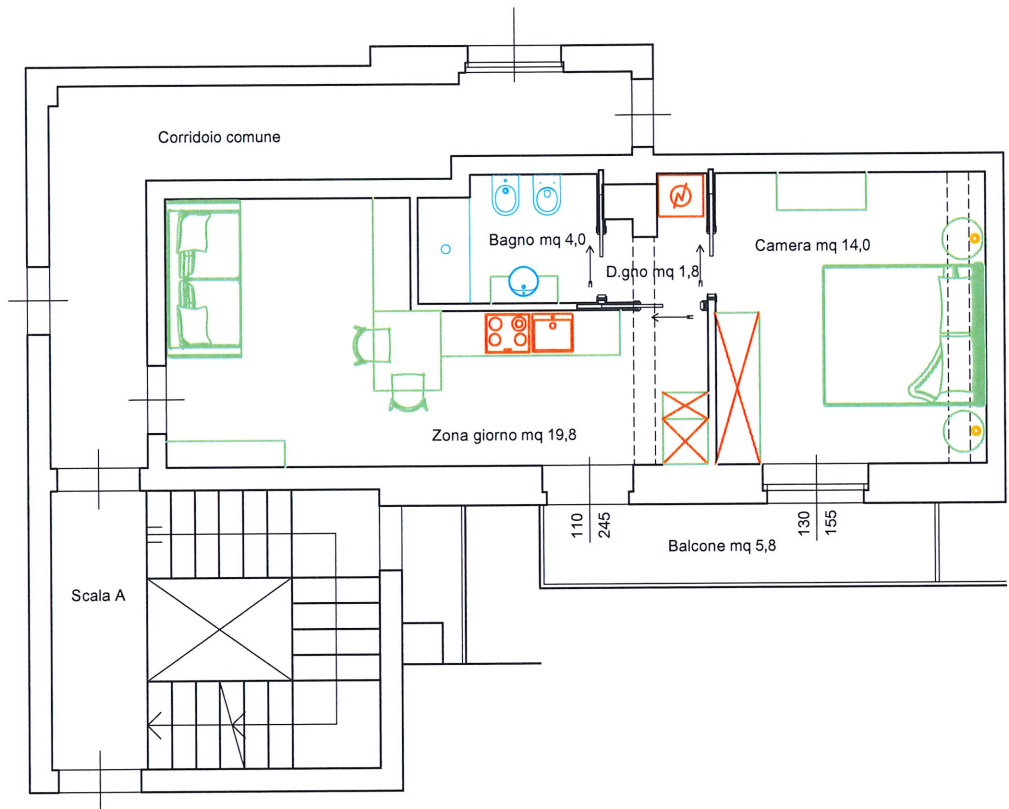 Corridoio comune
Bagno mq 4,0
Camera mq 14,0
D.gno mq 1,8
Zona giorno mq 19,8
110
245
130
155
Balcone mq 5,8
Scala A